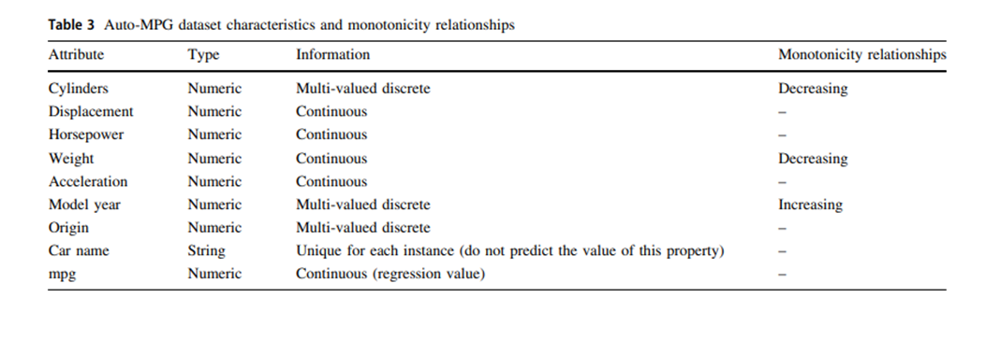 Table 3 Auto-MPG dataset characteristics and monotonicity relationships
Attribute Type Information Monotonicity relationships
Cylinders Numeric Multi-valued discrete Decreasing
Displacement Numeric Continuous –
Horsepower Numeric Continuous –
Weight Numeric Continuous Decreasing
Acceleration Numeric Continuous –
Model year Numeric Multi-valued discrete Increasing
Origin Numeric Multi-valued discrete –
Car name String Unique for each instance (do not predict the value of this property) –
mpg Numeric Continuous (regression value) –